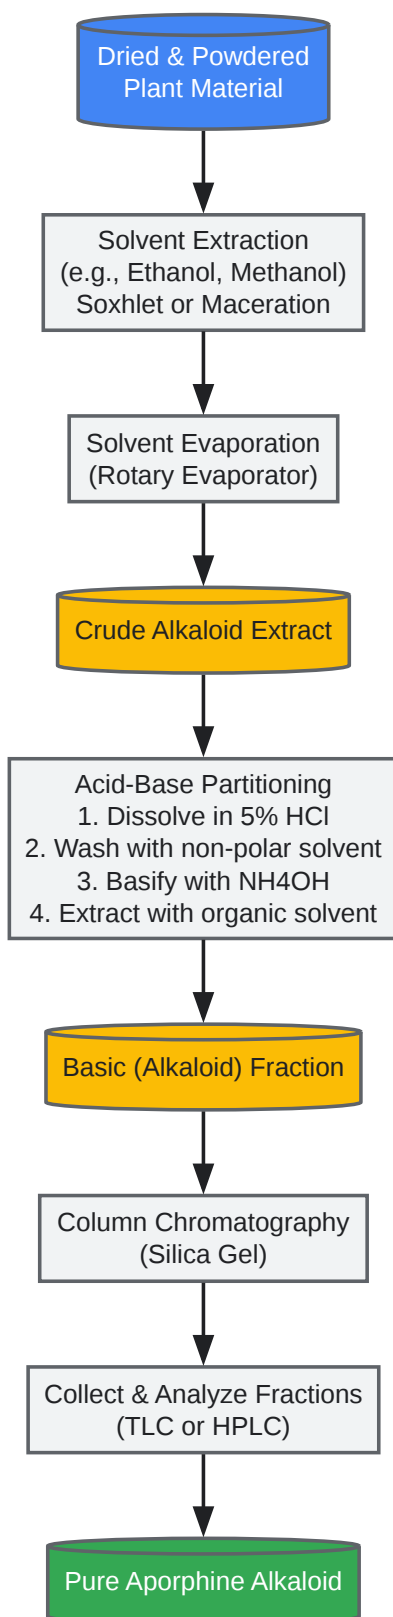 Dried & Powdered
Plant Material
Solvent Extraction
(e.g., Ethanol, Methanol)
Soxhlet or Maceration
Solvent Evaporation
(Rotary Evaporator)
Crude Alkaloid Extract
Acid-Base Partitioning
1. Dissolve in 5% HCl
2. Wash with non-polar solvent
3. Basify with NH4OH
4. Extract with organic solvent
Basic (Alkaloid) Fraction
Column Chromatography
(Silica Gel)
Collect & Analyze Fractions
(TLC or HPLC)
Pure Aporphine Alkaloid